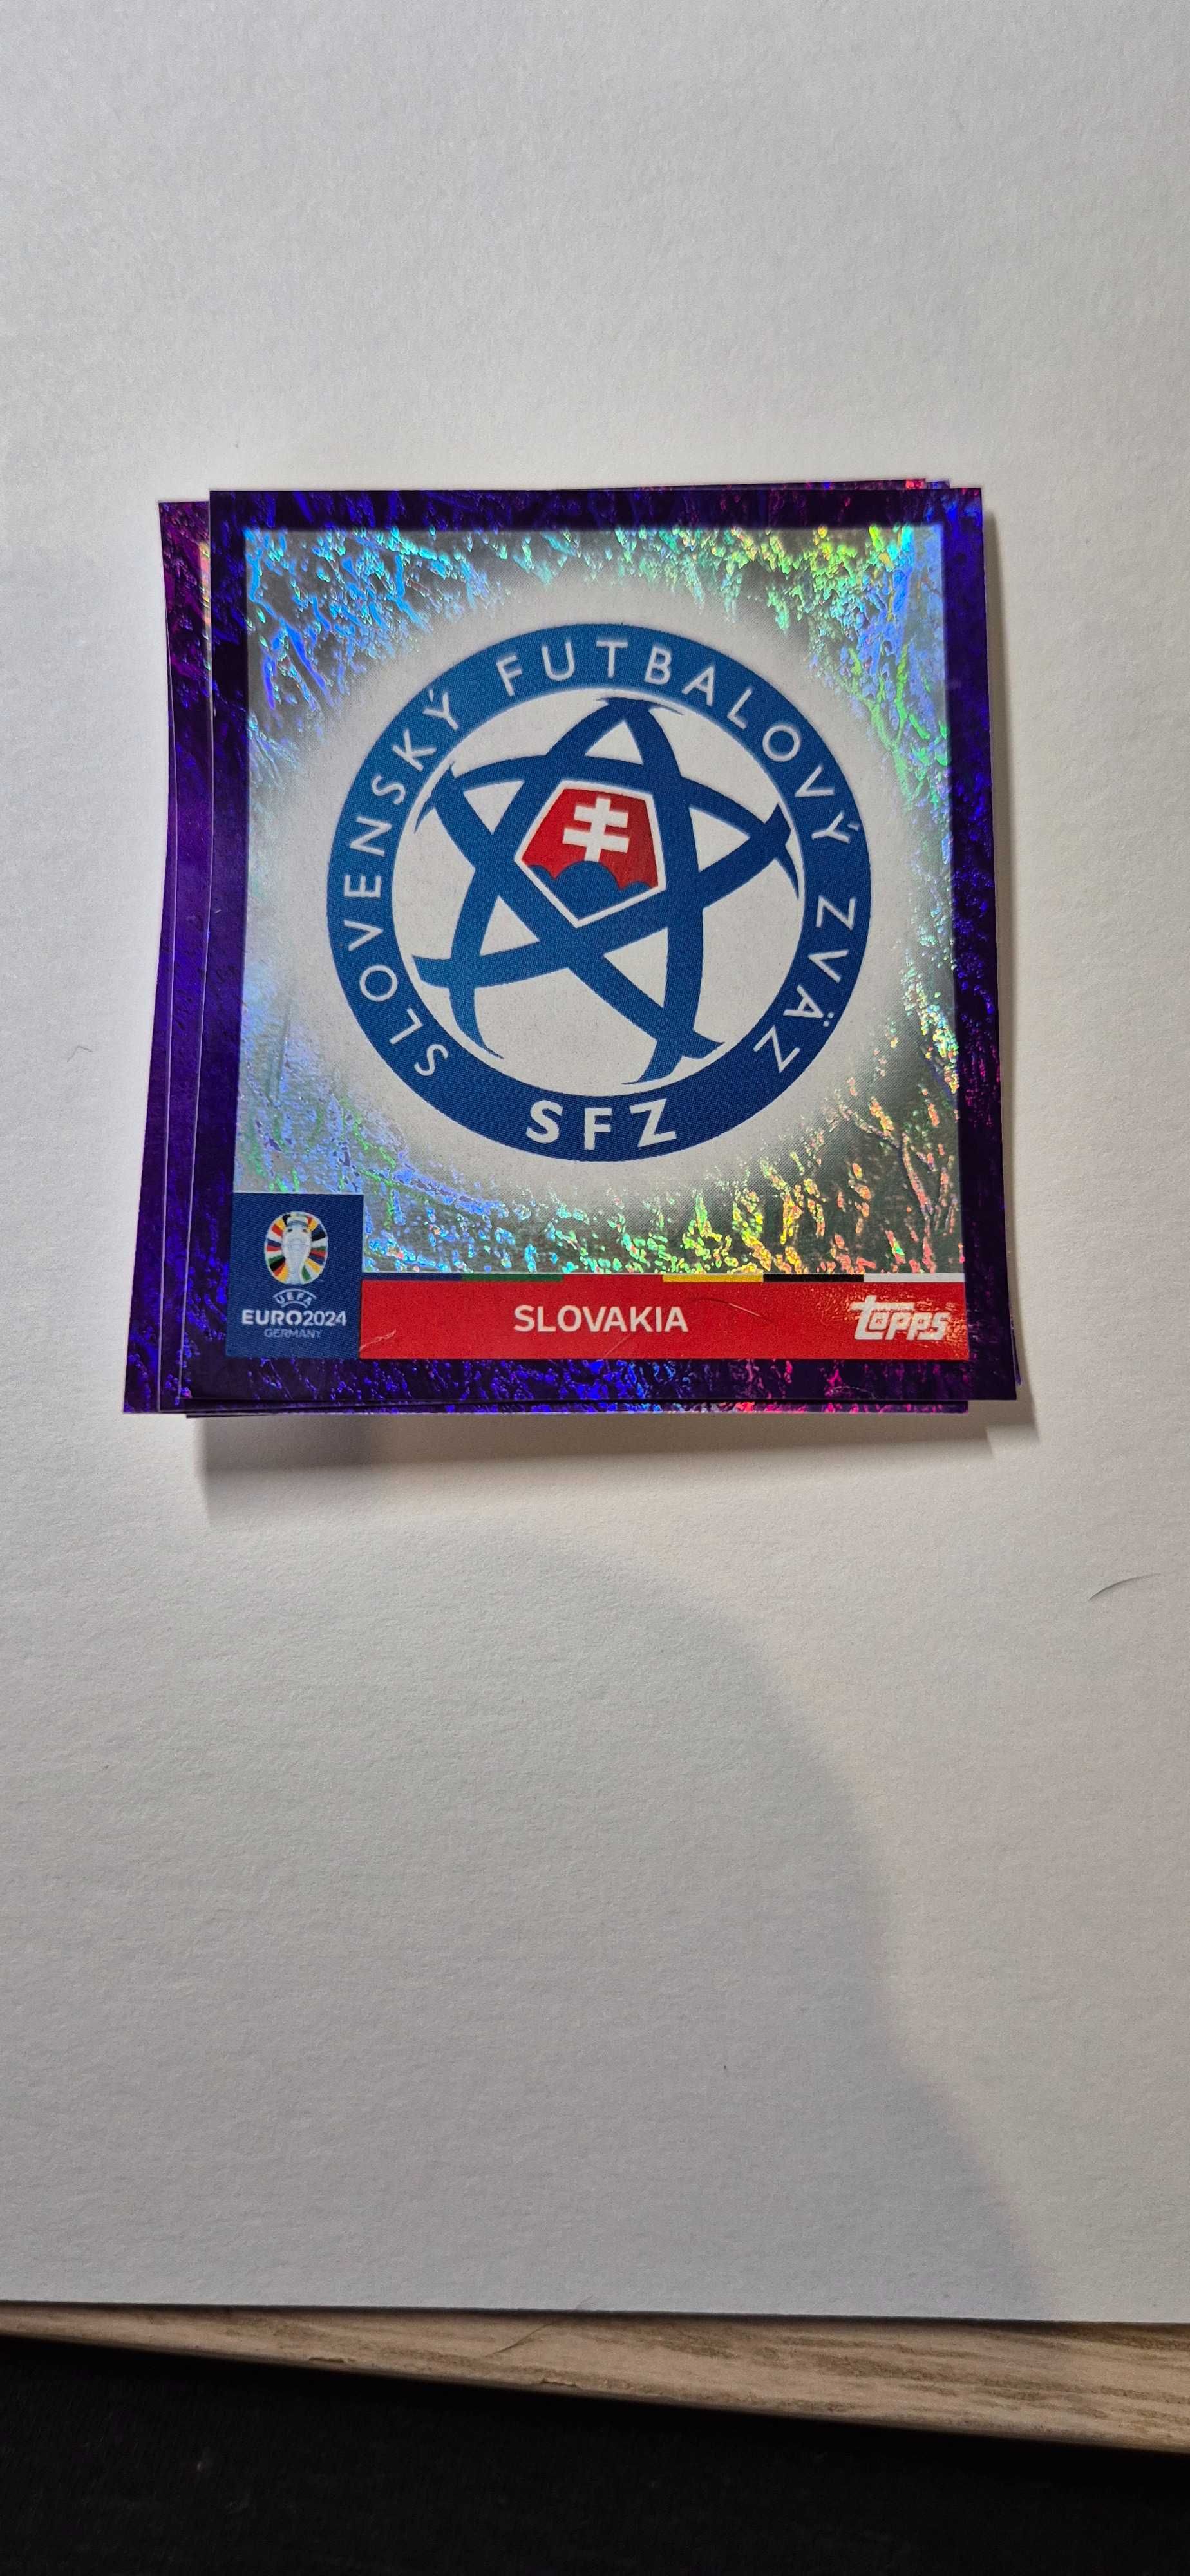 SLOVENSKÝ FUTBALOVÝ ZVÄZ
SFZ
UEFA
EURO2024
GERMANY
SLOVAKIA
Topps